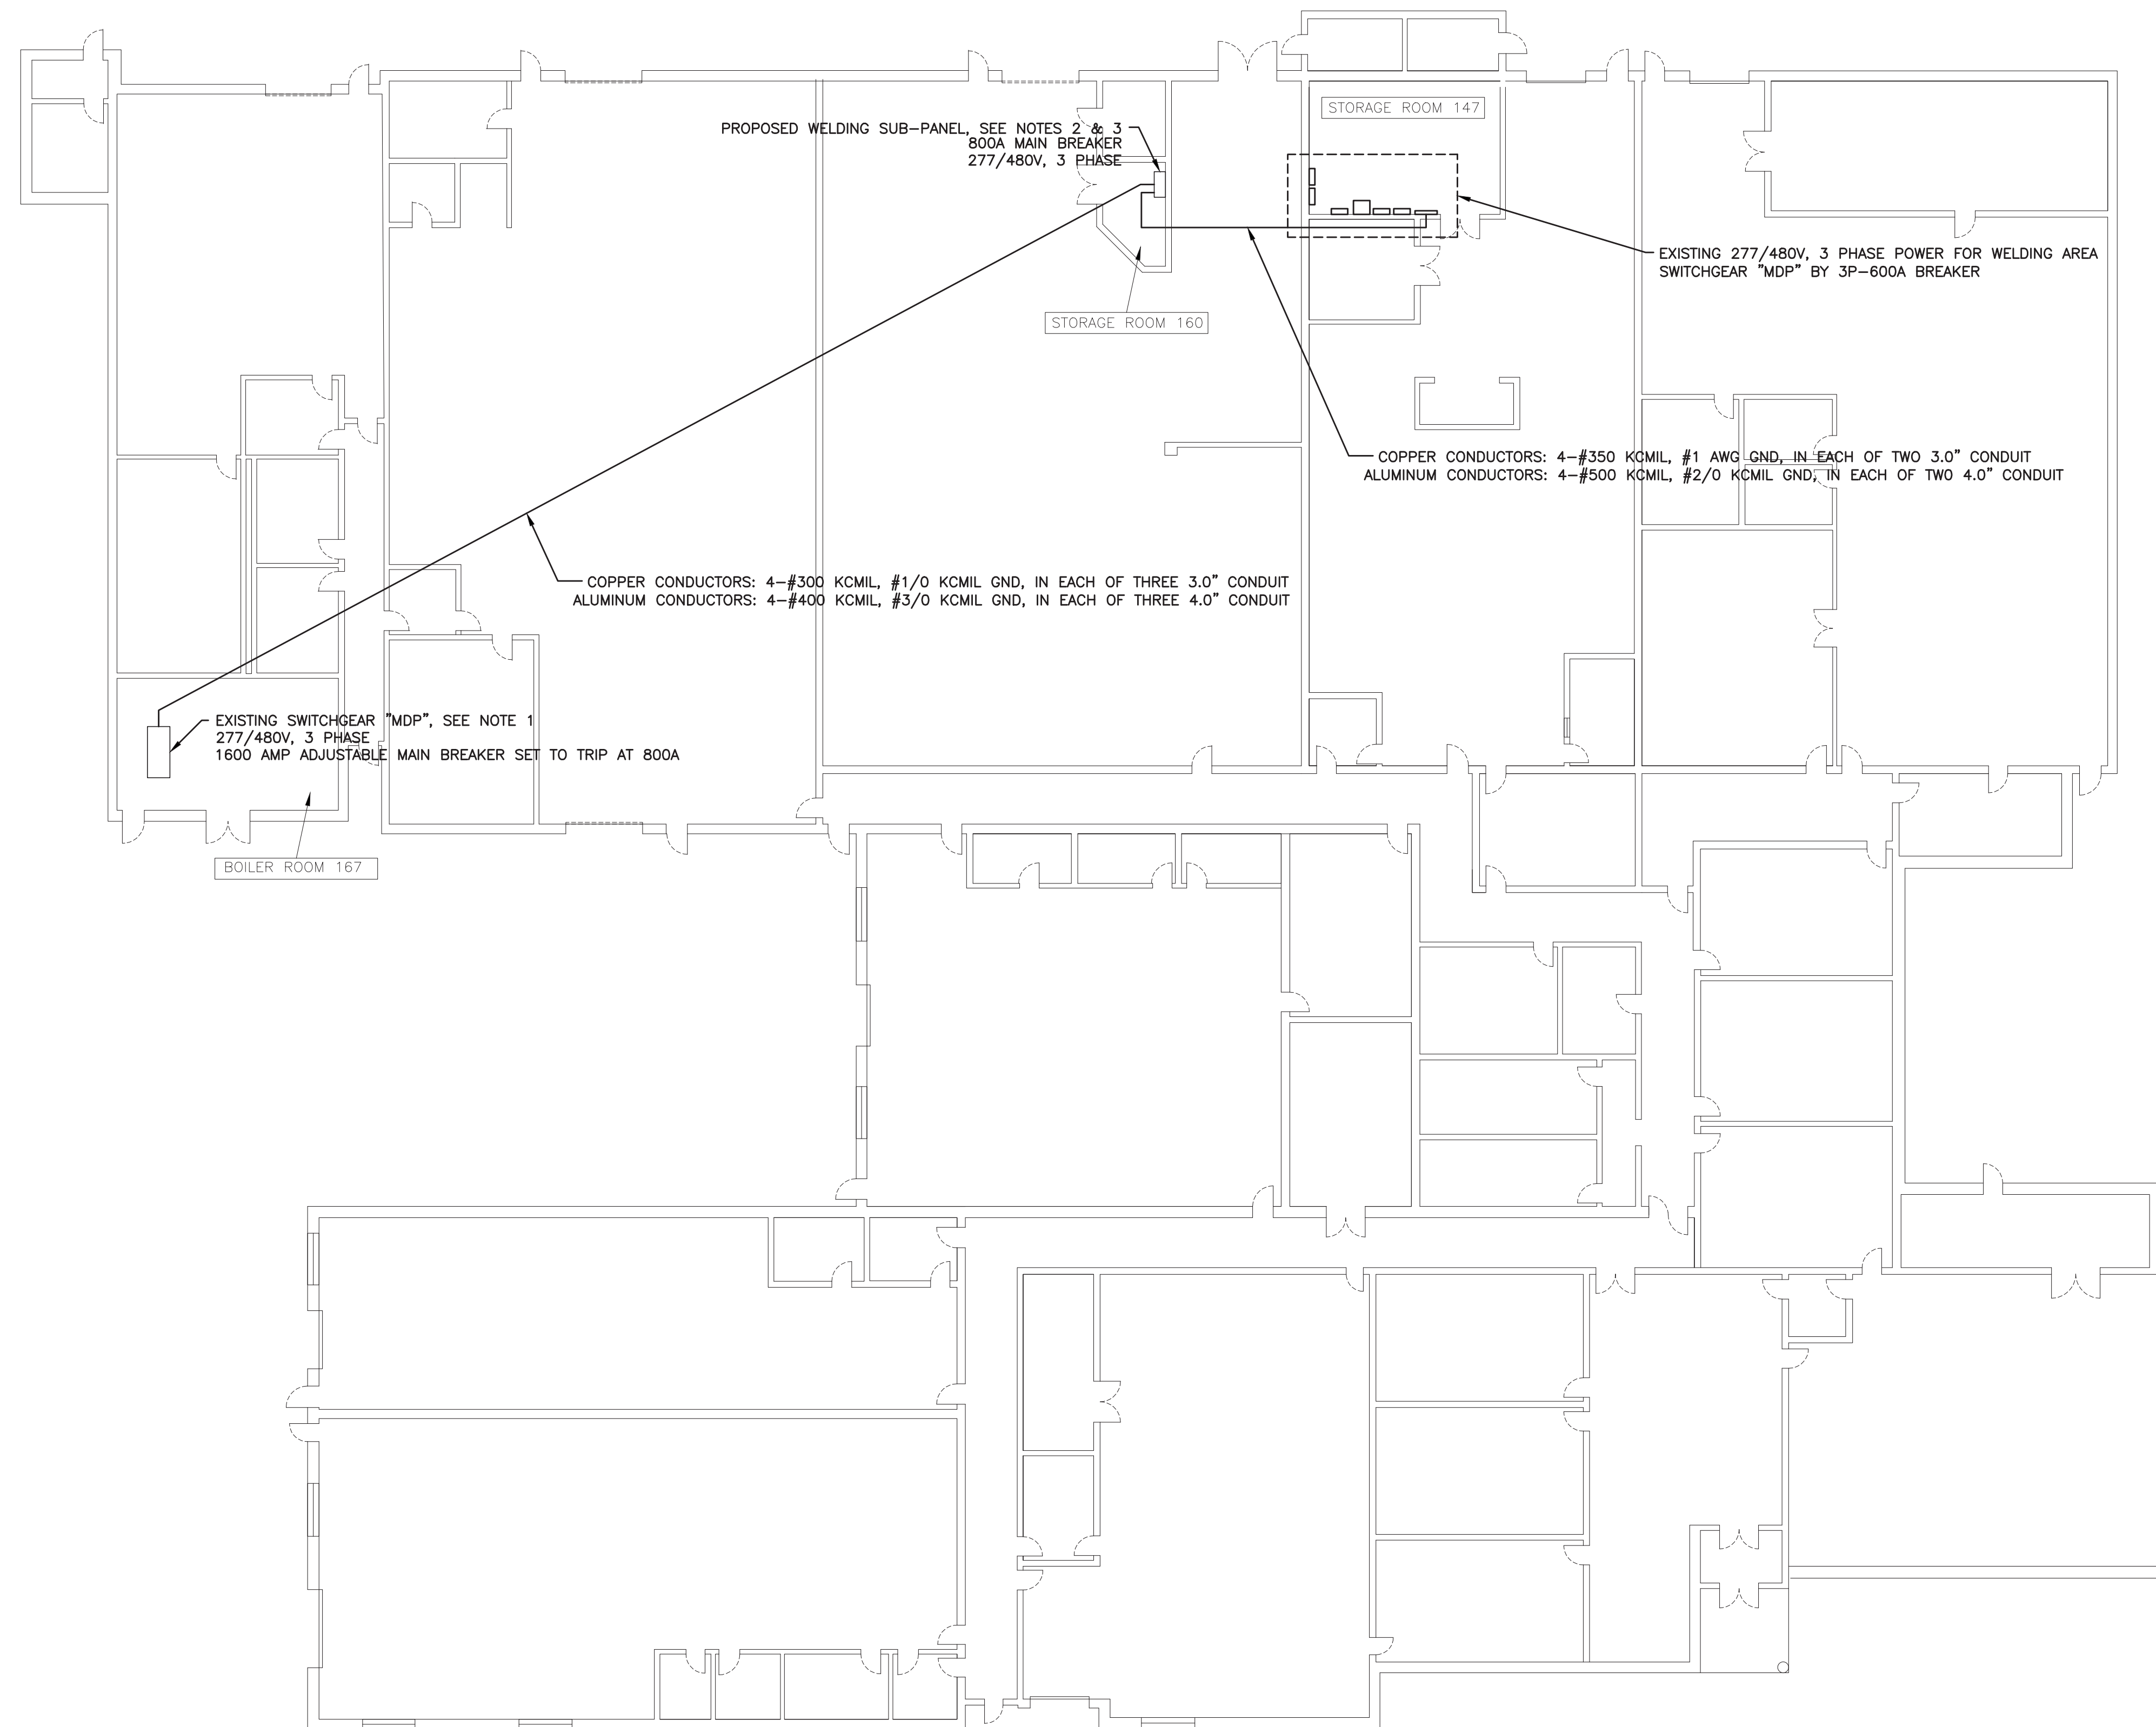 STORAGE ROOM 147
PROPOSED WELDING SUB-PANEL, SEE NOTES 2 & 3
800A MAIN BREAKER
277/480V, 3 PHASE
EXISTING 277/480V, 3 PHASE POWER FOR WELDING AREA
SWITCHGEAR "MDP" BY 3P-600A BREAKER
STORAGE ROOM 160
COPPER CONDUCTORS: 4-#350 KCMIL, #1 AWG GND, IN EACH OF TWO 3.0" CONDUIT
ALUMINUM CONDUCTORS: 4-#500 KCMIL, #2/0 KCMIL GND, IN EACH OF TWO 4.0" CONDUIT
COPPER CONDUCTORS: 4-#300 KCMIL, #1/0 KCMIL GND, IN EACH OF THREE 3.0" CONDUIT
ALUMINUM CONDUCTORS: 4-#400 KCMIL, #3/0 KCMIL GND, IN EACH OF THREE 4.0" CONDUIT
EXISTING SWITCHGEAR "MDP", SEE NOTE 1
277/480V, 3 PHASE
1600 AMP ADJUSTABLE MAIN BREAKER SET TO TRIP AT 800A
BOILER ROOM 167